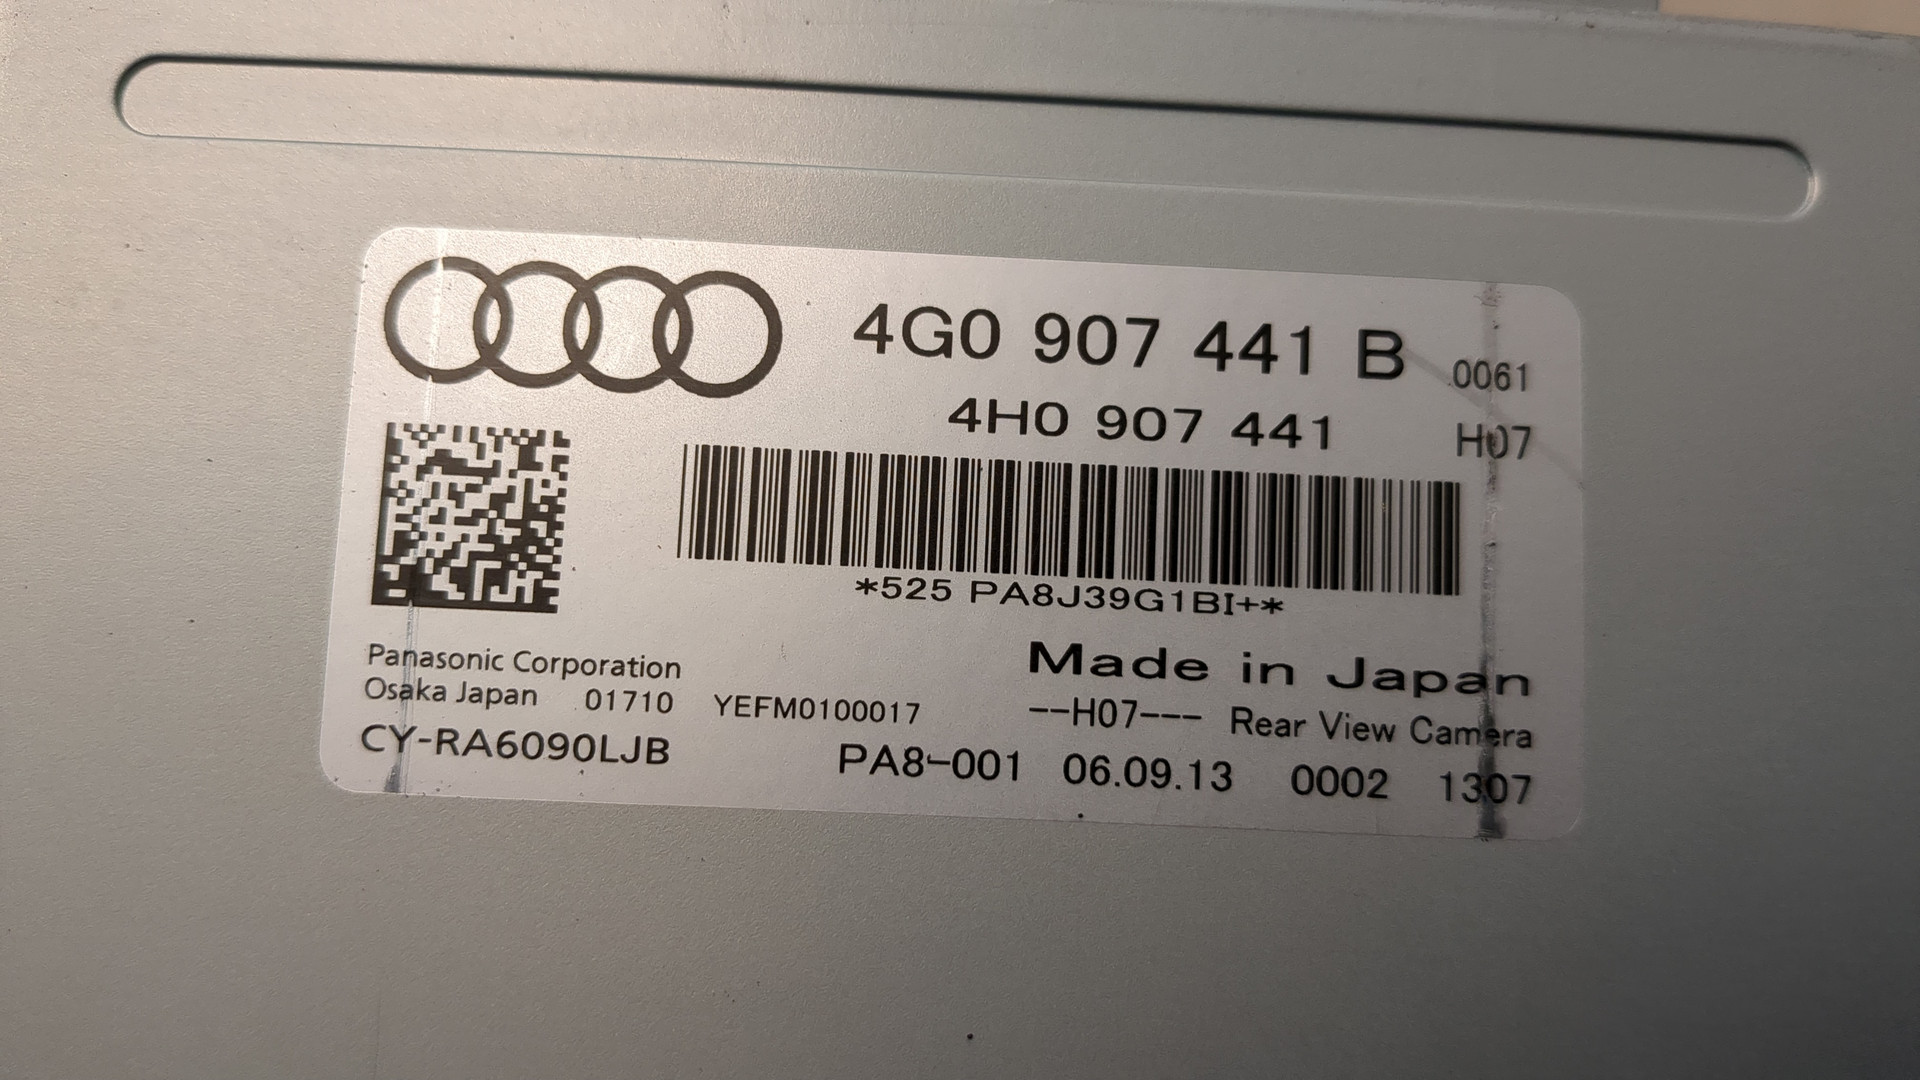 4G0 907 441 B 0061
4H0 907 441 H07
*525 PA8J39G1BI+*
Panasonic Corporation
Made in Japan
Osaka Japan 01710 YEFM0100017 --H07--- Rear View Camera
CY-RA6090LJB PA8-001 06.09.13 0002 1307